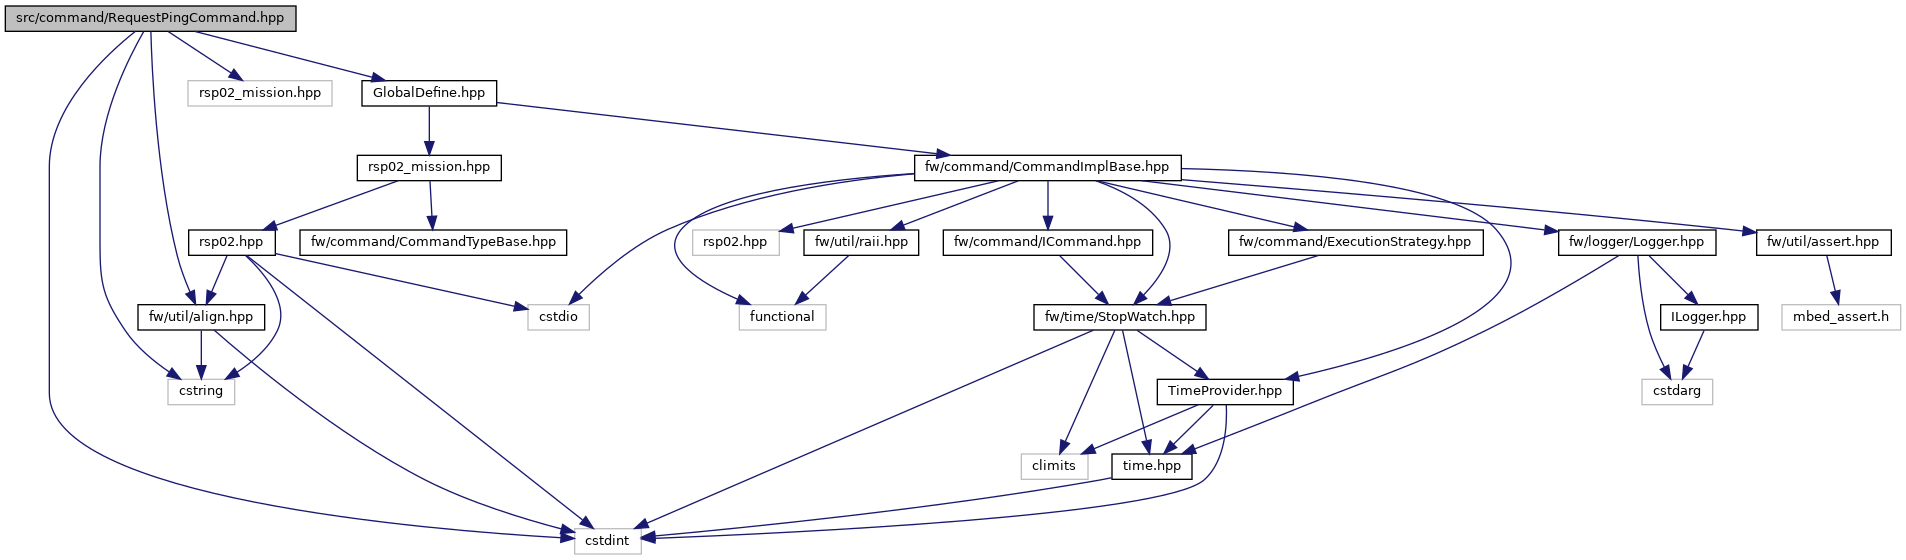 src/command/RequestPingCommand.hpp
rsp02_mission.hpp
GlobalDefine.hpp
rsp02_mission.hpp
fw/command/CommandImplBase.hpp
rsp02.hpp
fw/command/CommandTypeBase.hpp
rsp02.hpp
fw/util/raii.hpp
fw/command/ICommand.hpp
fw/command/ExecutionStrategy.hpp
fw/logger/Logger.hpp
fw/util/assert.hpp
fw/util/align.hpp
cstdio
functional
fw/time/StopWatch.hpp
ILogger.hpp
mbed_assert.h
cstring
TimeProvider.hpp
cstdarg
climits
time.hpp
cstdint